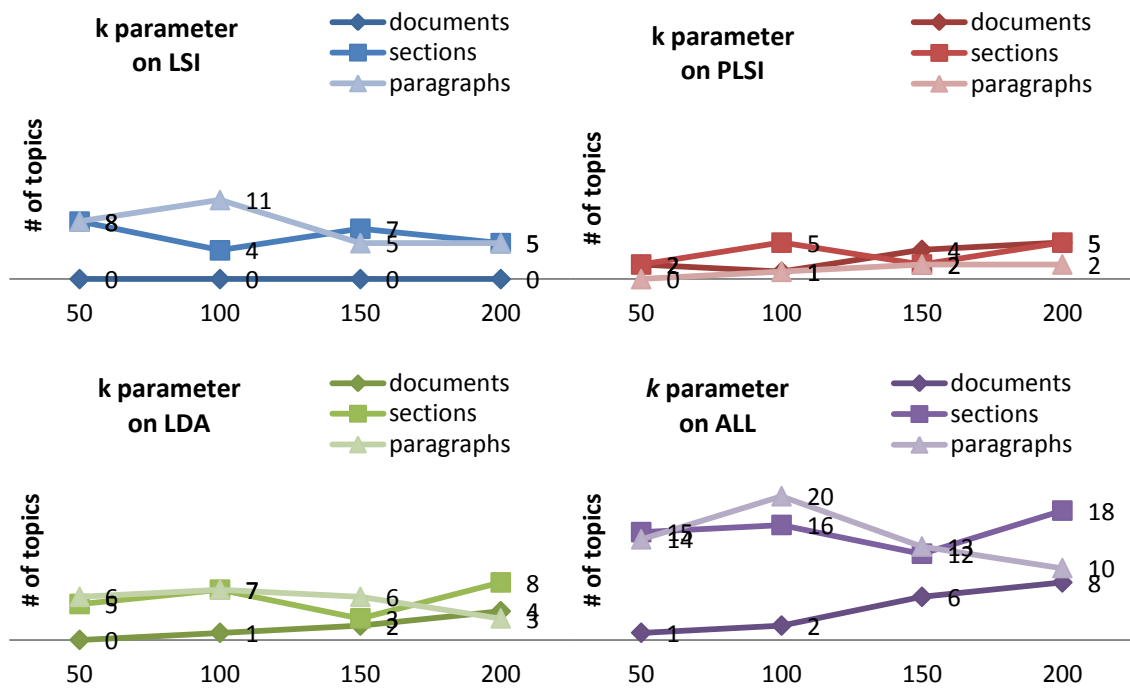 k parameter
on LSI
documents
sections
paragraphs
# of topics
8
11
4
7
5
5
0
0
0
0
50
100
150
200
k parameter
on PLSI
documents
sections
paragraphs
# of topics
2
0
5
1
4
2
5
2
50
100
150
200
k parameter
on LDA
documents
sections
paragraphs
# of topics
6
5
0
7
1
6
3
2
8
4
3
50
100
150
200
k parameter
on ALL
documents
sections
paragraphs
# of topics
15
14
1
20
16
2
13
12
6
18
10
8
50
100
150
200